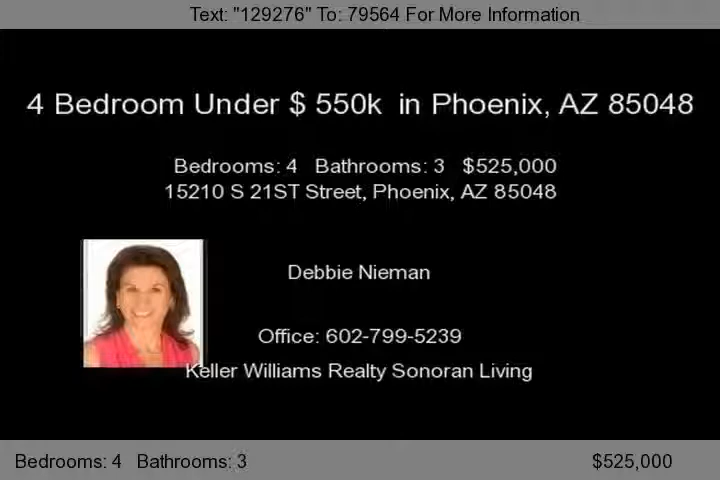 Text: "129276" To: 79564 For More Information
4 Bedroom Under $ 550k in Phoenix, AZ 85048
Bedrooms: 4 Bathrooms: 3 $525,000
15210 S 21ST Street, Phoenix, AZ 85048
Debbie Nieman
Office: 602-799-5239
Keller Williams Realty Sonoran Living
Bedrooms: 4 Bathrooms: 3 $525,000